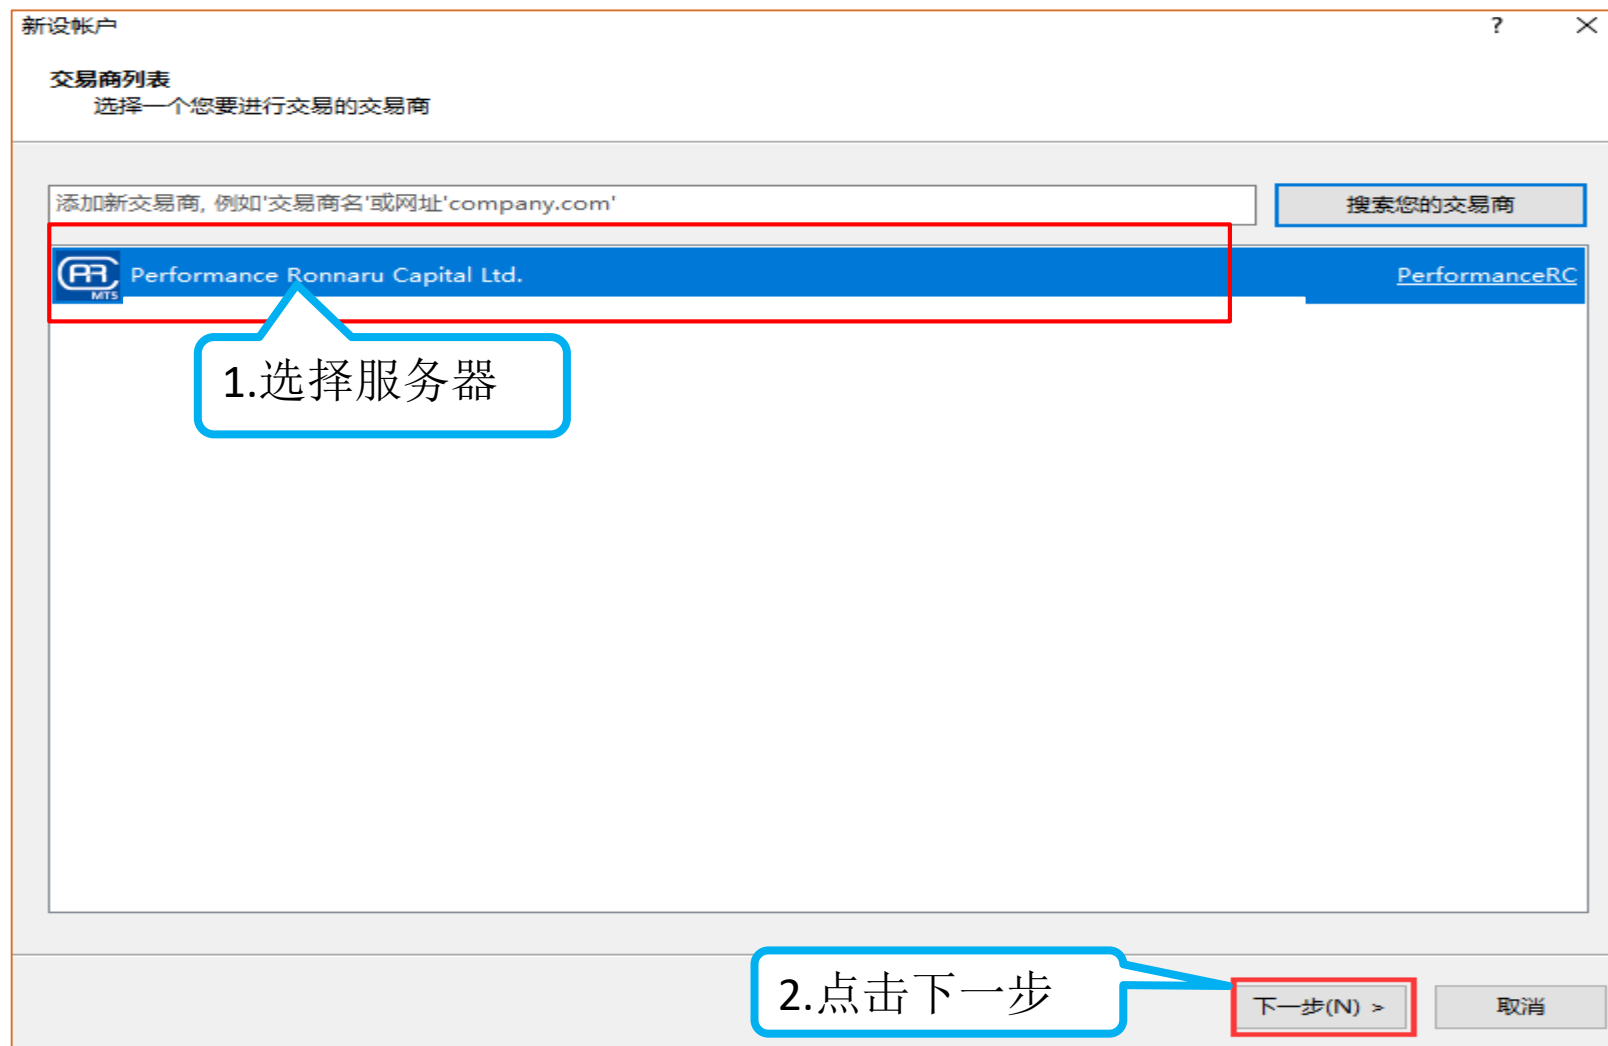 新设帐户
?
交易商列表
选择一个您要进行交易的交易商
添加新交易商, 例如'交易商名'或网址'company.com'
搜索您的交易商
MTS
Performance Ronnaru Capital Ltd.
PerformanceRC
1.选择服务器
2.点击下一步
下一步(N) >
取消